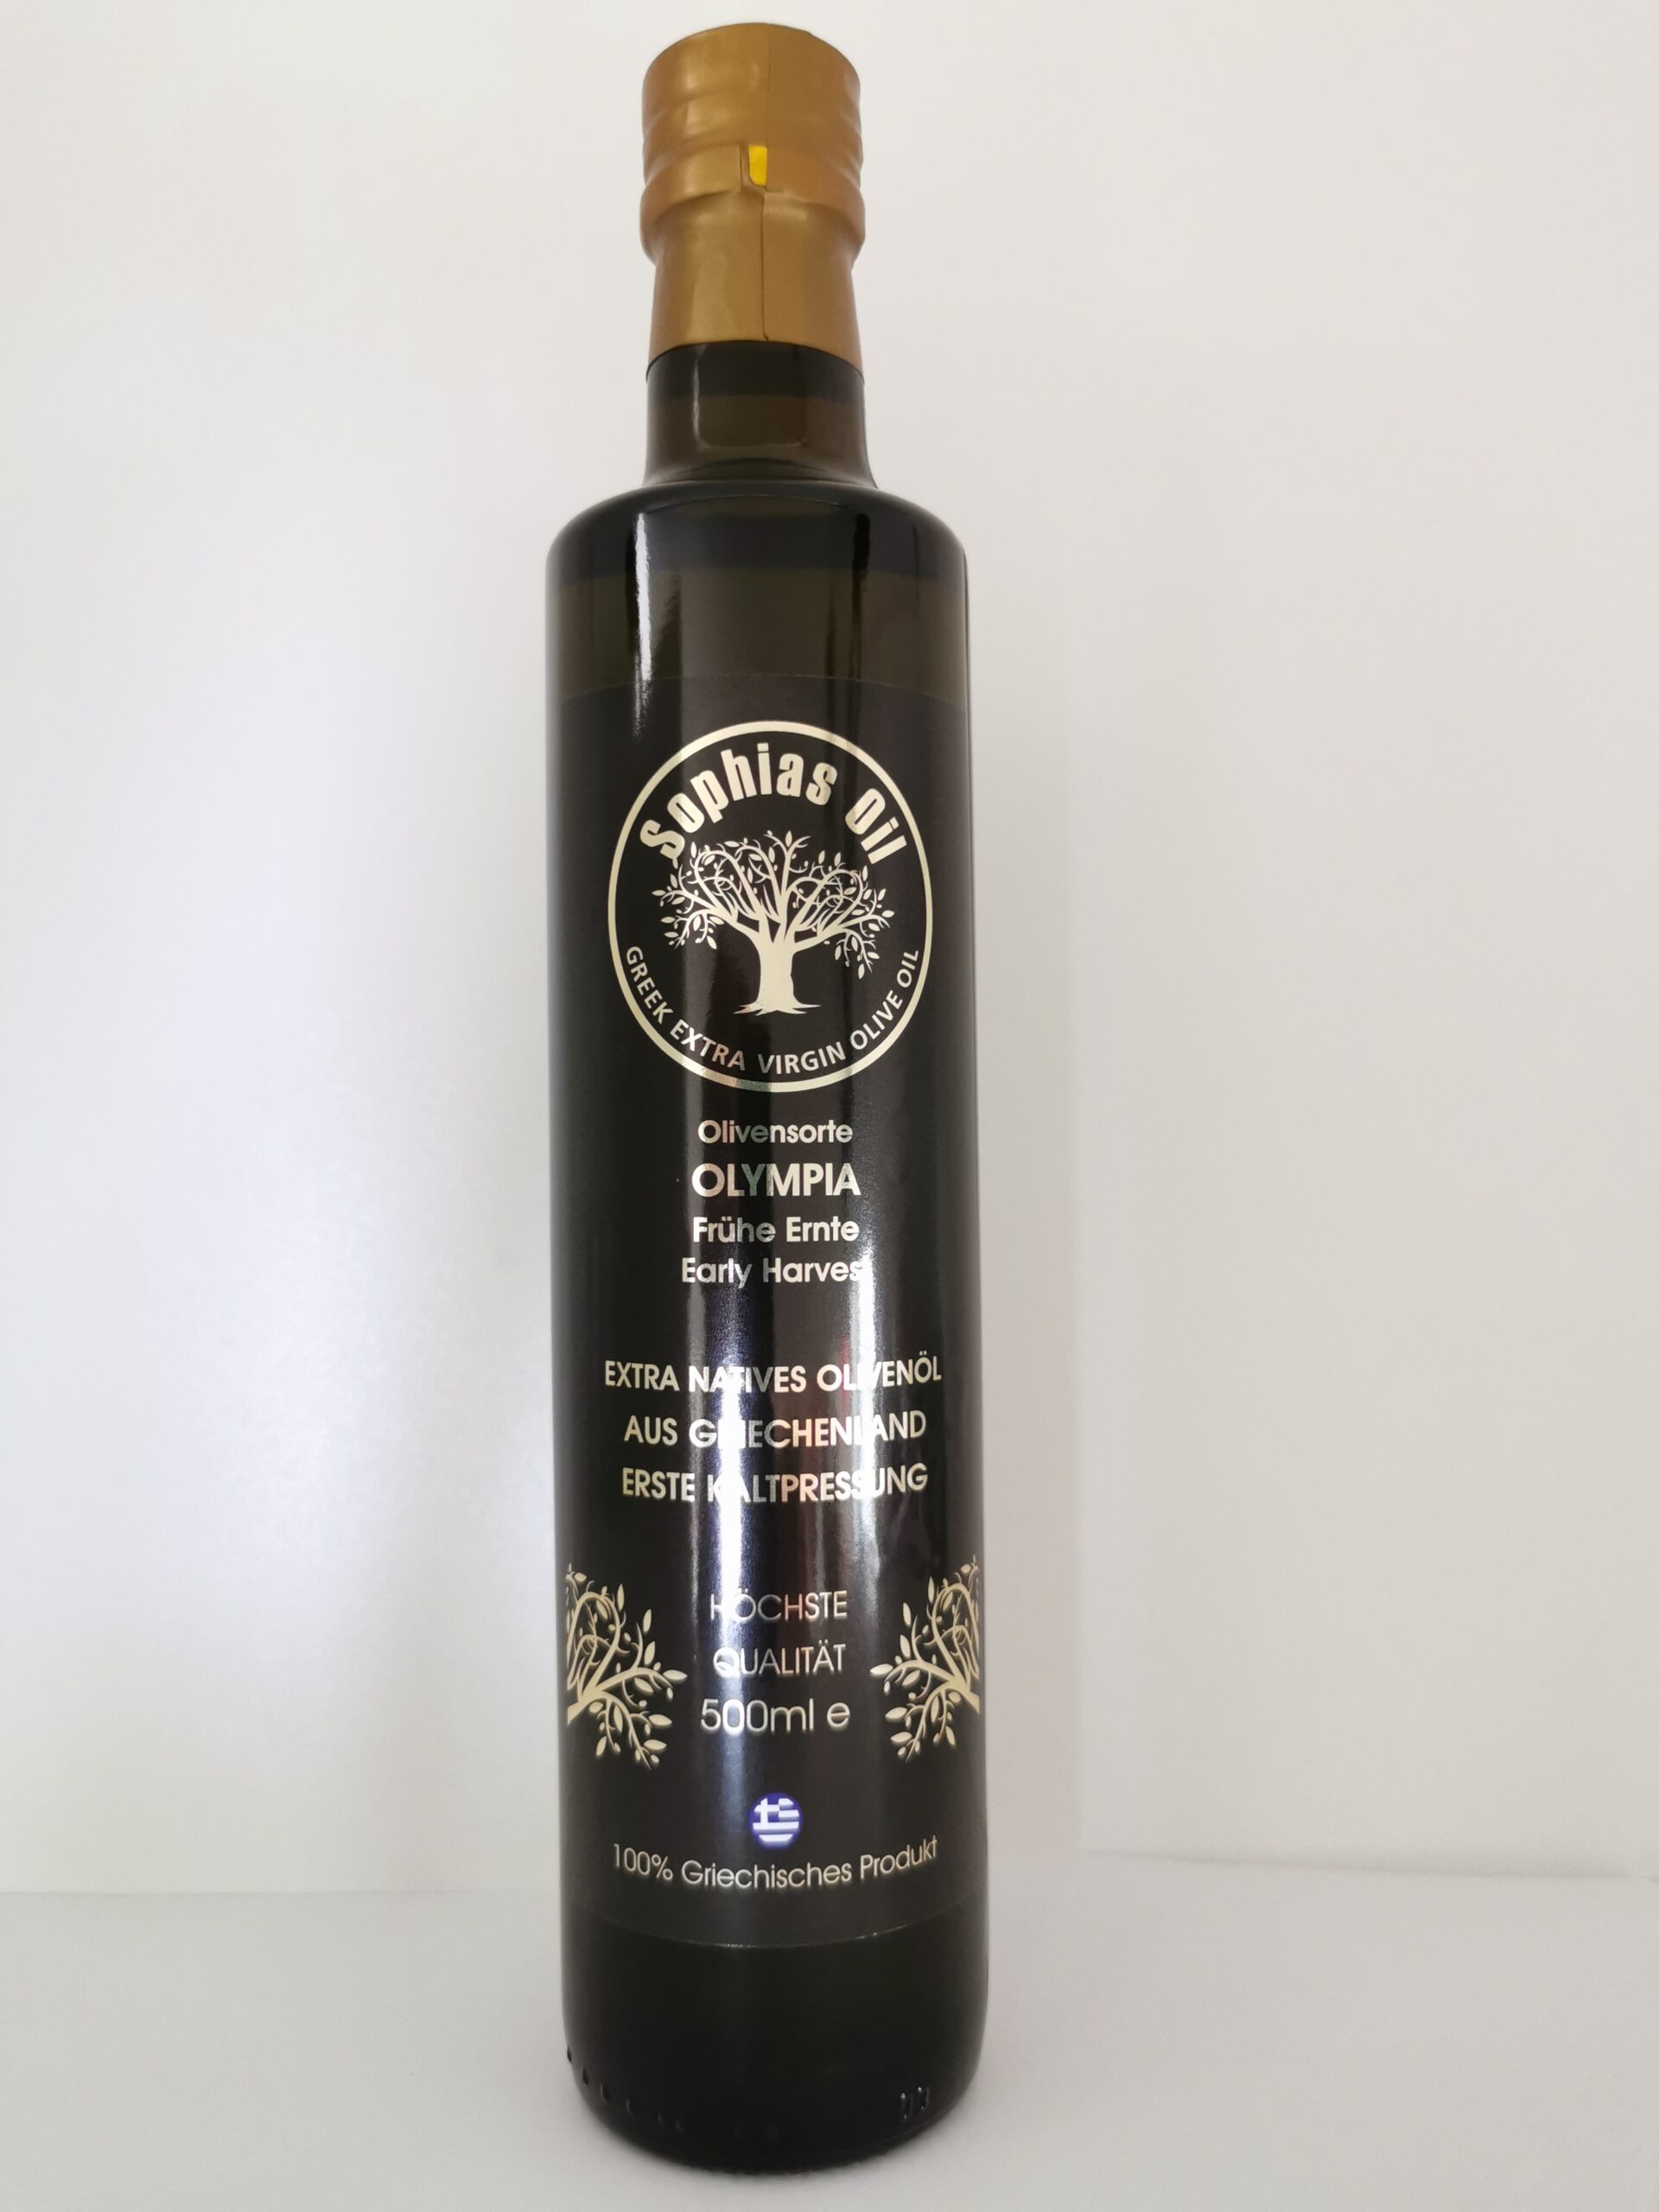 Sophias Oil
GREEK EXTRA VIRGIN OLIVE OIL
Olivensorte
OLYMPIA
Frühe Ernte
Early Harvest
EXTRA NATIVES OLIVENÖL
AUS GRIECHENLAND
ERSTE KALTPRESSUNG
HÖCHSTE
QUALITÄT
500ml e
100% Griechisches Produkt